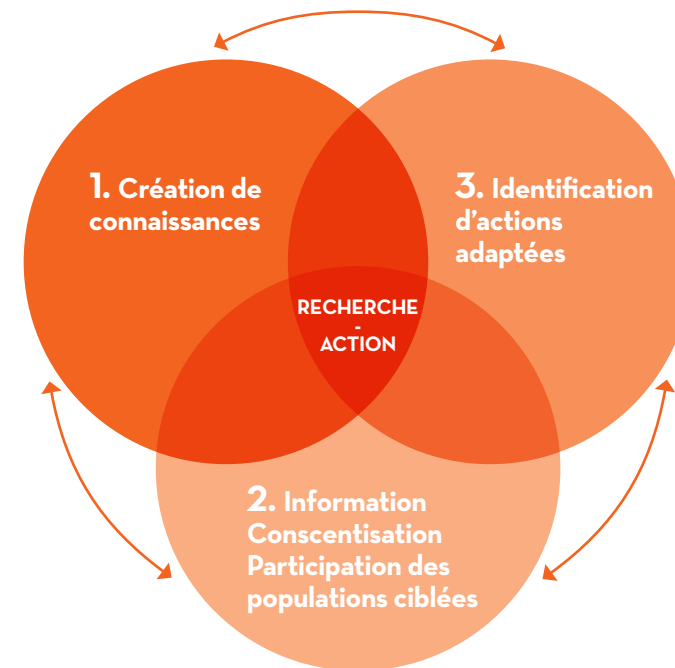 1. Création de
connaissances
3. Identification
d'actions
adaptées
RECHERCHE
-
ACTION
2. Information
Conscentisation
Participation des
populations ciblées